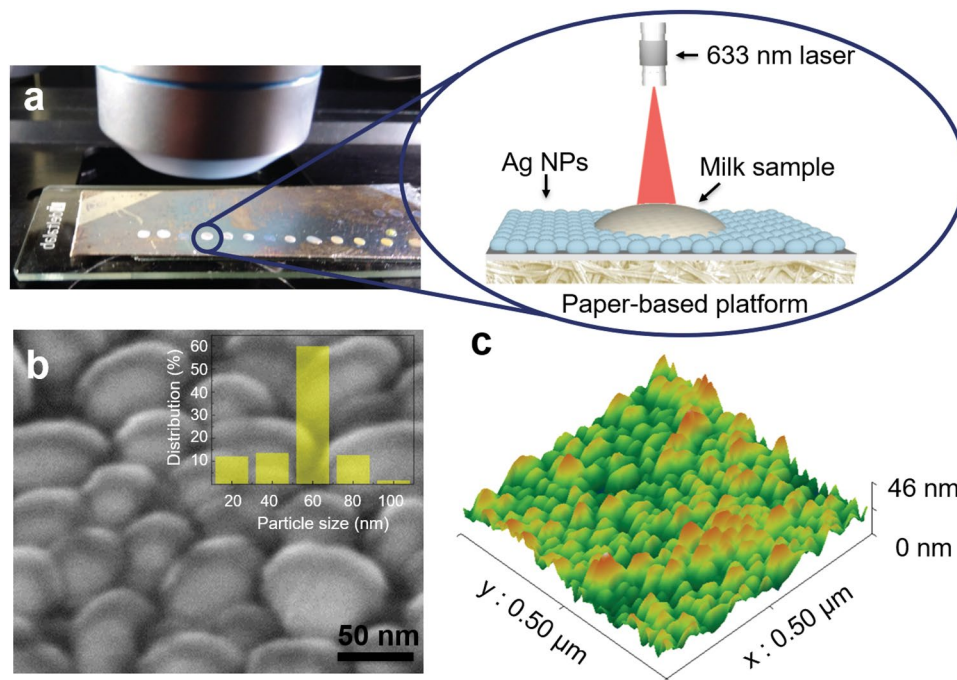 a
633 nm laser
Ag NPs
Milk sample
Paper-based platform
b
Distribution (%)
60
50
40
30
20
10
20 40 60 80 100
Particle size (nm)
50 nm
c
46 nm
0 nm
y : 0.50 µm
x : 0.50 µm